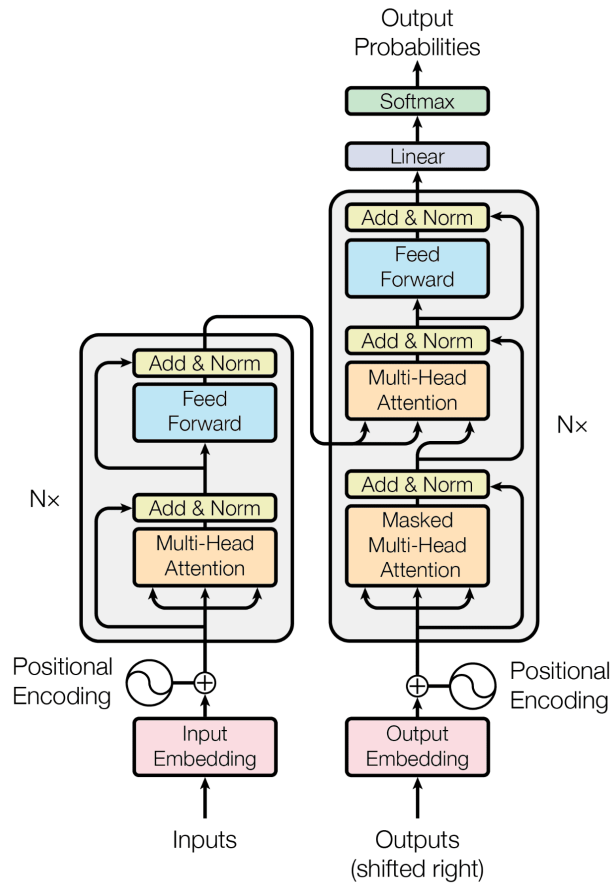 Output
Probabilities
Softmax
Linear
Add & Norm
Feed
Forward
Add & Norm
Multi-Head
Attention
Add & Norm
Masked
Multi-Head
Attention
N×
Positional
Encoding
Output
Embedding
Outputs
(shifted right)
Add & Norm
Feed
Forward
Add & Norm
Multi-Head
Attention
N×
Positional
Encoding
Input
Embedding
Inputs